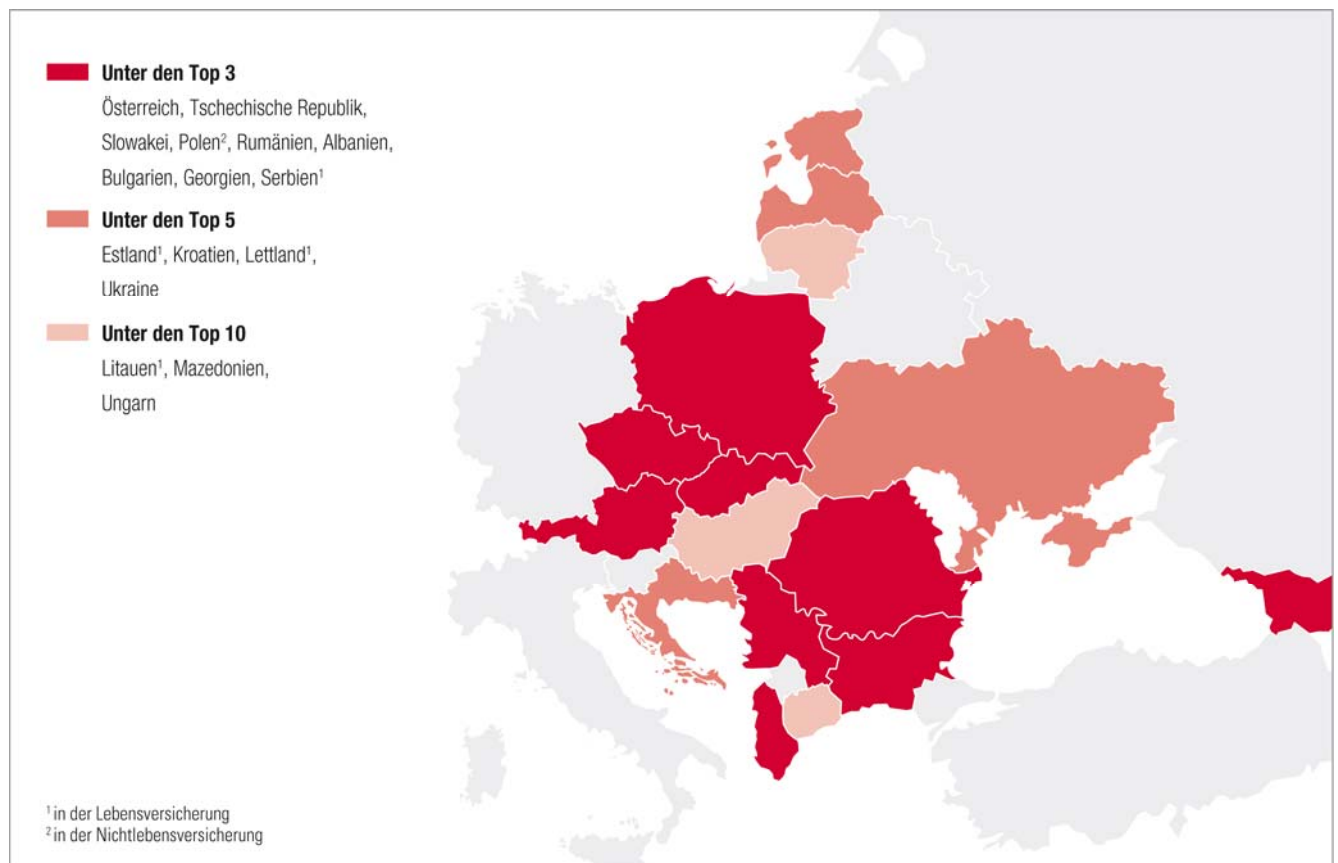 Unter den Top 3
Österreich, Tschechische Republik,
Slowakei, Polen², Rumänien, Albanien,
Bulgarien, Georgien, Serbien¹
Unter den Top 5
Estland¹, Kroatien, Lettland¹,
Ukraine
Unter den Top 10
Litauen¹, Mazedonien,
Ungarn
¹ in der Lebensversicherung
² in der Nichtlebensversicherung